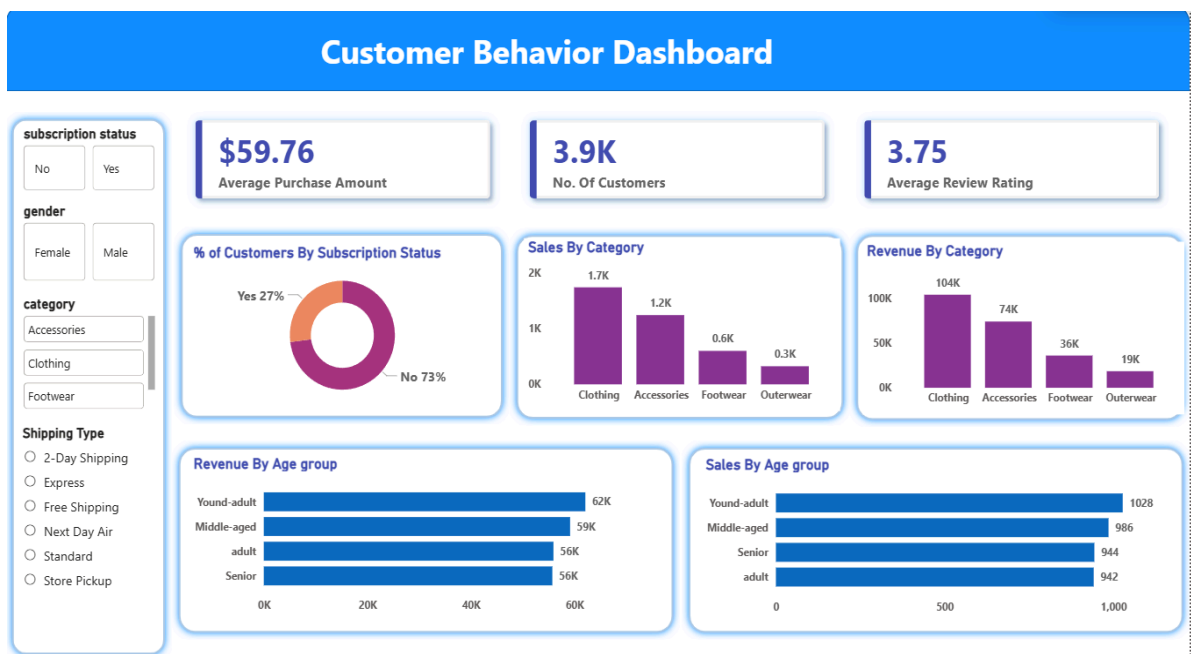 Customer Behavior Dashboard
subscription status
No Yes
gender
Female Male
category
Accessories
Clothing
Footwear
Shipping Type
2-Day Shipping
Express
Free Shipping
Next Day Air
Standard
Store Pickup
$59.76
Average Purchase Amount
3.9K
No. Of Customers
3.75
Average Review Rating
% of Customers By Subscription Status
Yes 27%
No 73%
Sales By Category
2K
1K
0K
1.7K
1.2K
0.6K
0.3K
Clothing Accessories Footwear Outerwear
Revenue By Category
100K
50K
0K
104K
74K
36K
19K
Clothing Accessories Footwear Outerwear
Revenue By Age group
Yound-adult 62K
Middle-aged 59K
adult 56K
Senior 56K
0K 20K 40K 60K
Sales By Age group
Yound-adult 1028
Middle-aged 986
Senior 944
adult 942
0 500 1,000